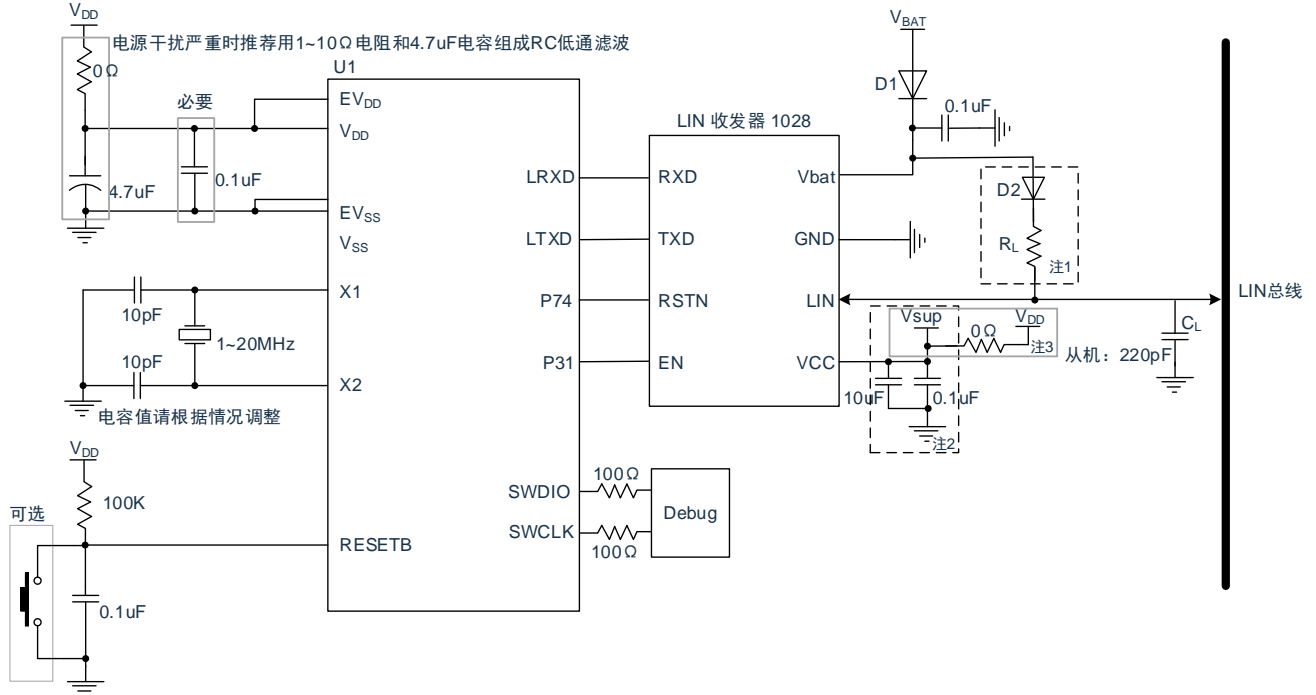 VDD
电源干扰严重时推荐用1~10Ω电阻和4.7uF电容组成RC低通滤波
0Ω
必要
4.7uF
0.1uF
U1
EVDD
VDD
EVSS
VSS
X1
X2
RESETB
LRXD
LTXD
P74
P31
SWDIO
SWCLK
10pF
1~20MHz
10pF
电容值请根据情况调整
VDD
100K
可选
0.1uF
100Ω
100Ω
Debug
LIN 收发器 1028
RXD
TXD
RSTN
EN
Vbat
GND
LIN
VCC
VBAT
D1
0.1uF
D2
RL
注1
LIN总线
Vsup
VDD
0Ω
注3
CL
从机：220pF
10uF
0.1uF
注2